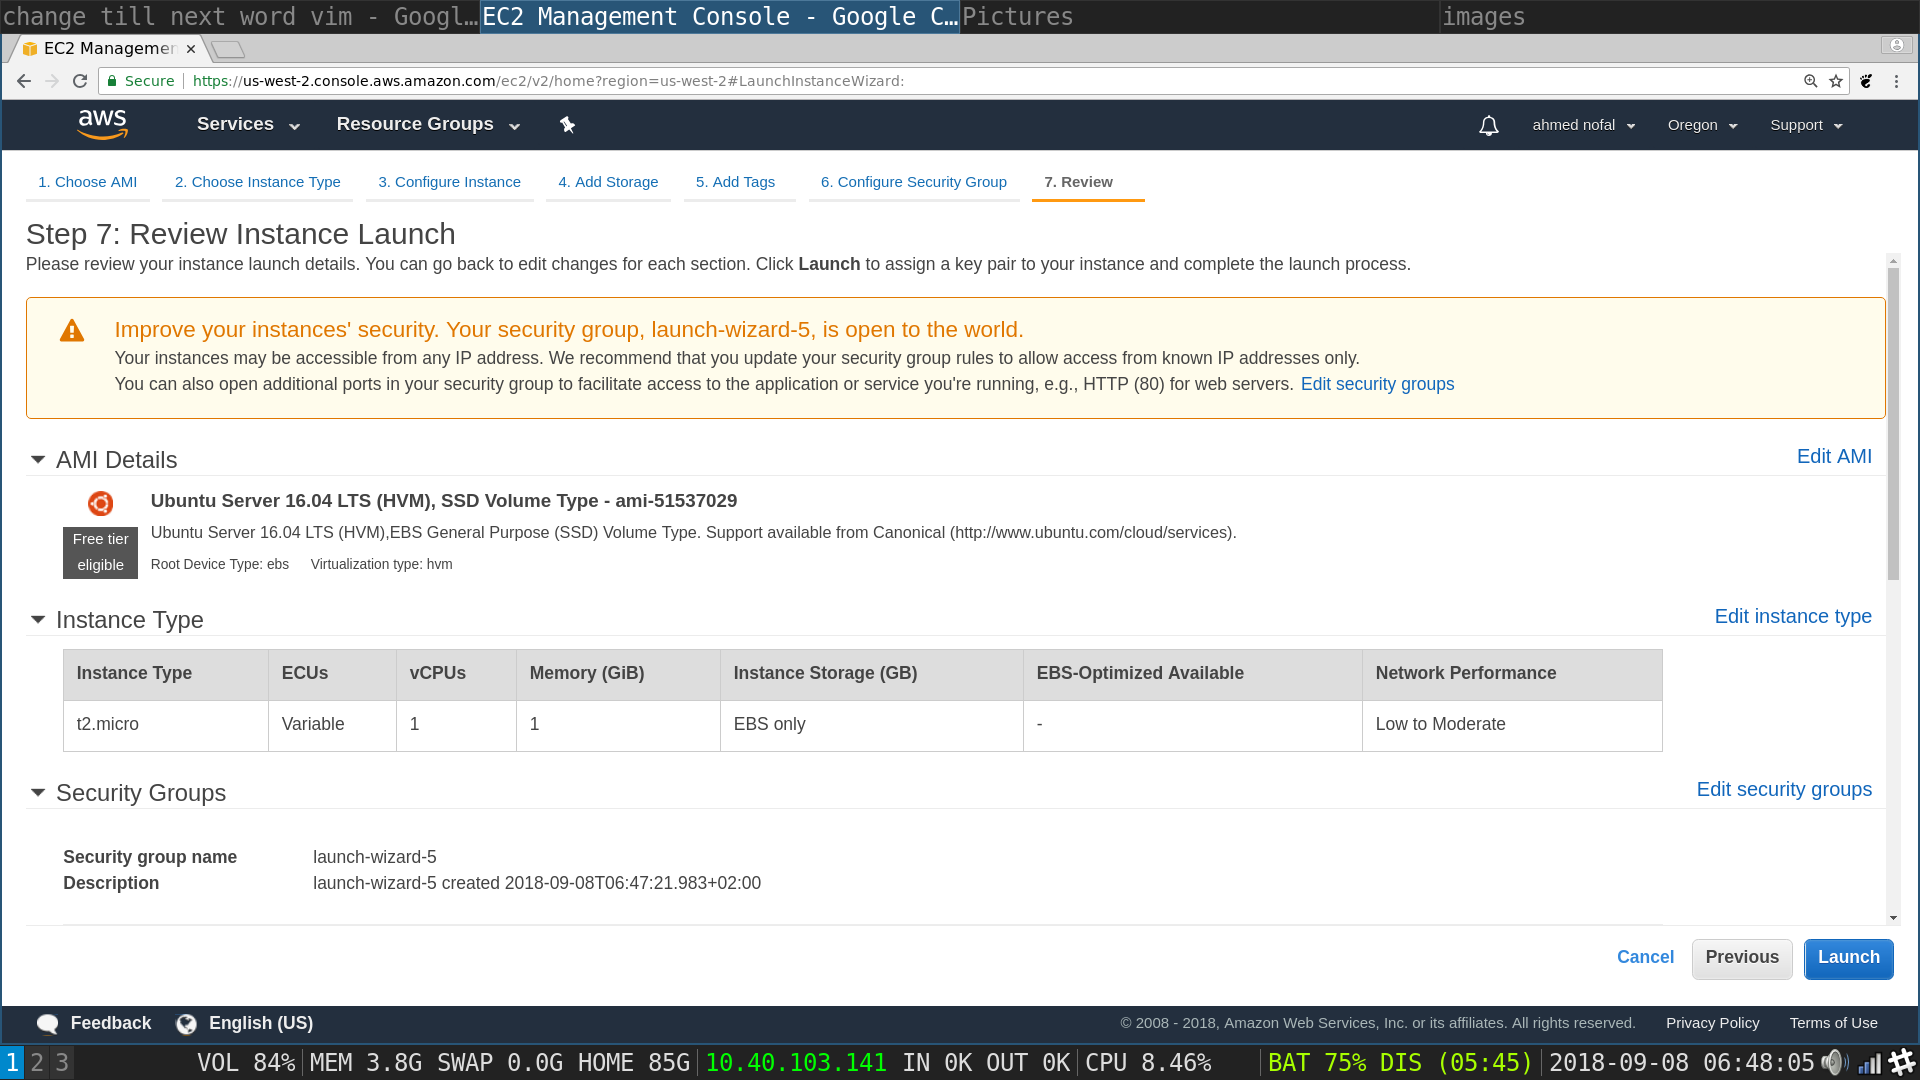 change till next word vim - Googl… EC2 Management Console - Google C… Pictures images
EC2 Managemen ×
Secure https://us-west-2.console.aws.amazon.com/ec2/v2/home?region=us-west-2#LaunchInstanceWizard:
aws Services Resource Groups ahmed nofal Oregon Support
1. Choose AMI 2. Choose Instance Type 3. Configure Instance 4. Add Storage 5. Add Tags 6. Configure Security Group 7. Review
Step 7: Review Instance Launch
Please review your instance launch details. You can go back to edit changes for each section. Click Launch to assign a key pair to your instance and complete the launch process.
Improve your instances' security. Your security group, launch-wizard-5, is open to the world.
Your instances may be accessible from any IP address. We recommend that you update your security group rules to allow access from known IP addresses only.
You can also open additional ports in your security group to facilitate access to the application or service you're running, e.g., HTTP (80) for web servers. Edit security groups
AMI Details Edit AMI
Ubuntu Server 16.04 LTS (HVM), SSD Volume Type - ami-51537029
Free tier eligible
Ubuntu Server 16.04 LTS (HVM),EBS General Purpose (SSD) Volume Type. Support available from Canonical (http://www.ubuntu.com/cloud/services).
Root Device Type: ebs Virtualization type: hvm
Instance Type Edit instance type
Instance Type ECUs vCPUs Memory (GiB) Instance Storage (GB) EBS-Optimized Available Network Performance
t2.micro Variable 1 1 EBS only - Low to Moderate
Security Groups Edit security groups
Security group name launch-wizard-5
Description launch-wizard-5 created 2018-09-08T06:47:21.983+02:00
Cancel Previous Launch
Feedback English (US) © 2008 - 2018, Amazon Web Services, Inc. or its affiliates. All rights reserved. Privacy Policy Terms of Use
1 2 3 VOL 84% MEM 3.8G SWAP 0.0G HOME 85G 10.40.103.141 IN 0K OUT 0K CPU 8.46% BAT 75% DIS (05:45) 2018-09-08 06:48:05